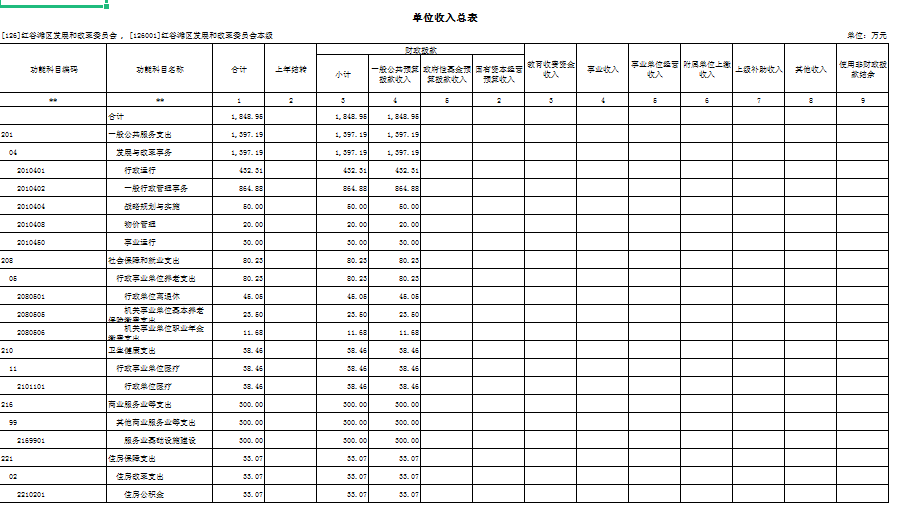 单位收入总表
[126]红谷滩区发展和改革委员会 , [126001]红谷滩区发展和改革委员会本级 单位: 万元
功能科目编码 功能科目名称 合计 上年结转 财政拨款 教育收费资金收入 事业收入 事业单位经营收入 附属单位上缴收入 上级补助收入 其他收入 使用非财政拨款结余
小计 一般公共预算拨款收入 政府性基金预算拨款收入 国有资本经营预算收入
** ** 1 2 3 4 5 2 3 4 5 6 7 8 9
合计 1,848.95 1,848.95 1,848.95
201 一般公共服务支出 1,397.19 1,397.19 1,397.19
04 发展与改革事务 1,397.19 1,397.19 1,397.19
2010401 行政运行 432.31 432.31 432.31
2010402 一般行政管理事务 864.88 864.88 864.88
2010404 战略规划与实施 50.00 50.00 50.00
2010408 物价管理 20.00 20.00 20.00
2010450 事业运行 30.00 30.00 30.00
208 社会保障和就业支出 80.23 80.23 80.23
05 行政事业单位养老支出 80.23 80.23 80.23
2080501 行政单位离退休 45.05 45.05 45.05
2080505 机关事业单位基本养老保险缴费支出 23.50 23.50 23.50
2080506 机关事业单位职业年金缴费支出 11.68 11.68 11.68
210 卫生健康支出 38.46 38.46 38.46
11 行政事业单位医疗 38.46 38.46 38.46
2101101 行政单位医疗 38.46 38.46 38.46
216 商业服务业等支出 300.00 300.00 300.00
99 其他商业服务业等支出 300.00 300.00 300.00
2169901 服务业基础设施建设 300.00 300.00 300.00
221 住房保障支出 33.07 33.07 33.07
02 住房改革支出 33.07 33.07 33.07
2210201 住房公积金 33.07 33.07 33.07